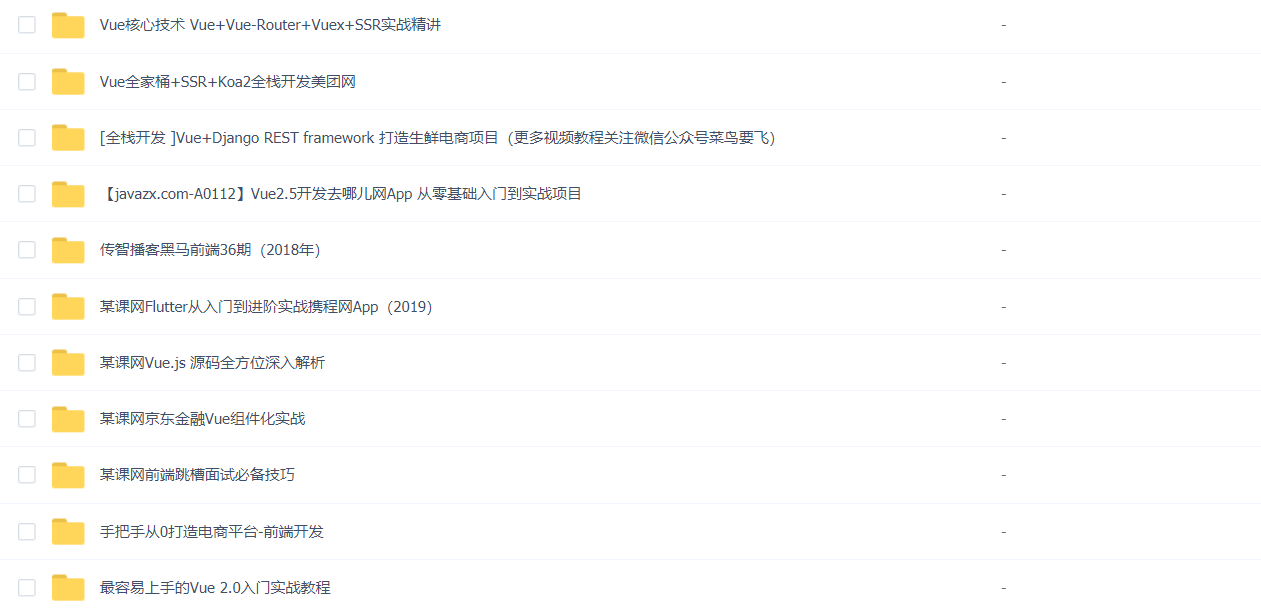 Vue核心技术 Vue+Vue-Router+Vuex+SSR实战精讲 -
Vue全家桶+SSR+Koa2全栈开发美团网 -
[全栈开发 ]Vue+Django REST framework 打造生鲜电商项目（更多视频教程关注微信公众号菜鸟要飞） -
【javazx.com-A0112】Vue2.5开发去哪儿网App 从零基础入门到实战项目 -
传智播客黑马前端36期（2018年） -
某课网Flutter从入门到进阶实战携程网App（2019） -
某课网Vue.js 源码全方位深入解析 -
某课网京东金融Vue组件化实战 -
某课网前端跳槽面试必备技巧 -
手把手从0打造电商平台-前端开发 -
最容易上手的Vue 2.0入门实战教程 -